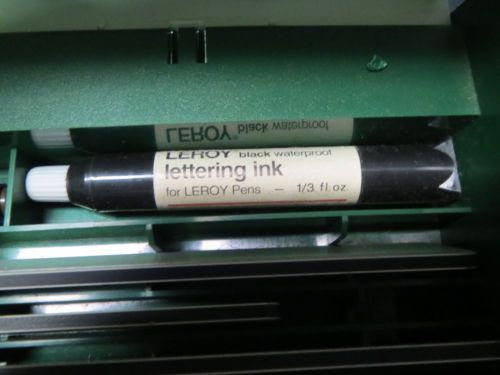 LEROY® black waterproof
LEROY black waterproof
lettering ink
for LEROY Pens – 1/3 fl. oz.